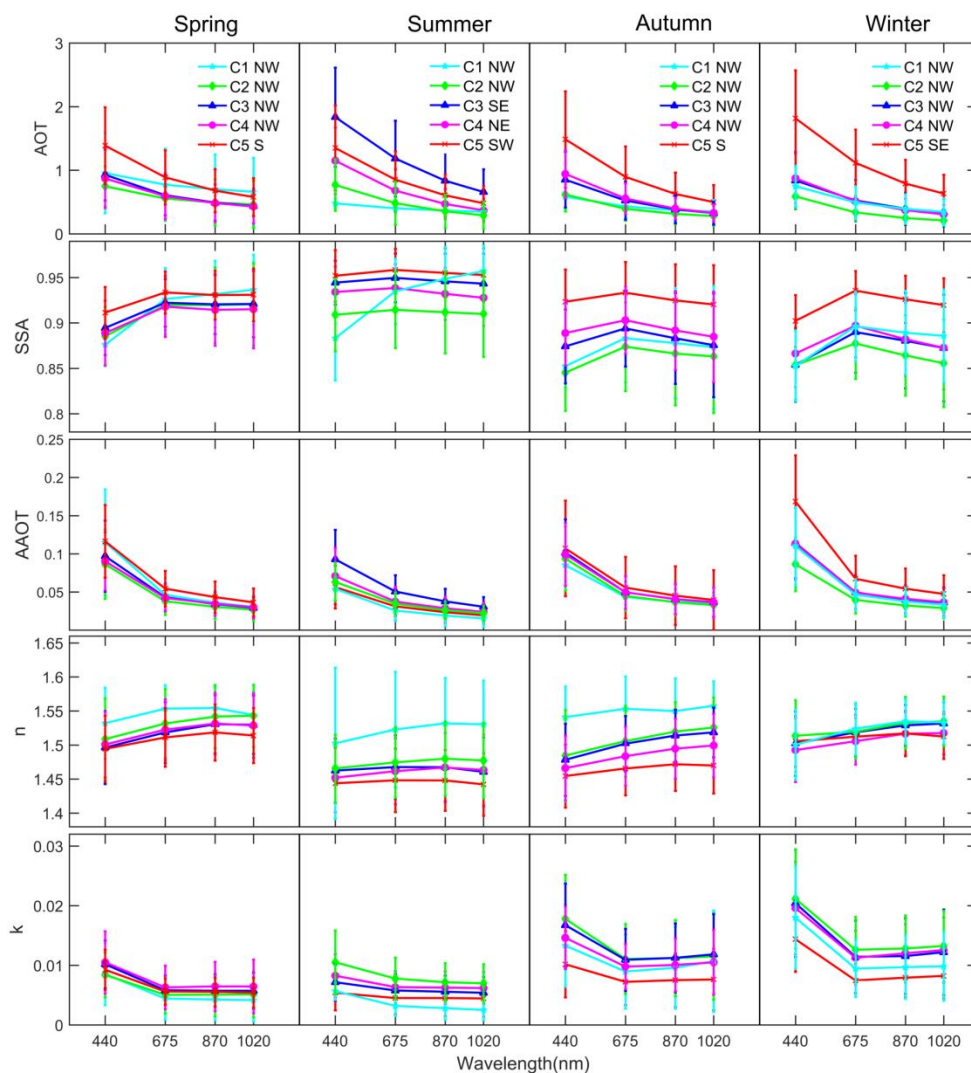 Spring Summer Autumn Winter
3
2
1
0
AOT
C1 NW
C2 NW
C3 NW
C4 NW
C5 S
C1 NW
C2 NW
C3 SE
C4 NE
C5 SW
C1 NW
C2 NW
C3 NW
C4 NW
C5 S
C1 NW
C2 NW
C3 NW
C4 NW
C5 SE
0.95
0.9
0.85
0.8
SSA
0.25
0.2
0.15
0.1
0.05
AAOT
1.65
1.6
1.55
1.5
1.45
1.4
n
0.03
0.02
0.01
0
k
440 675 870 1020 440 675 870 1020 440 675 870 1020 440 675 870 1020
Wavelength(nm)